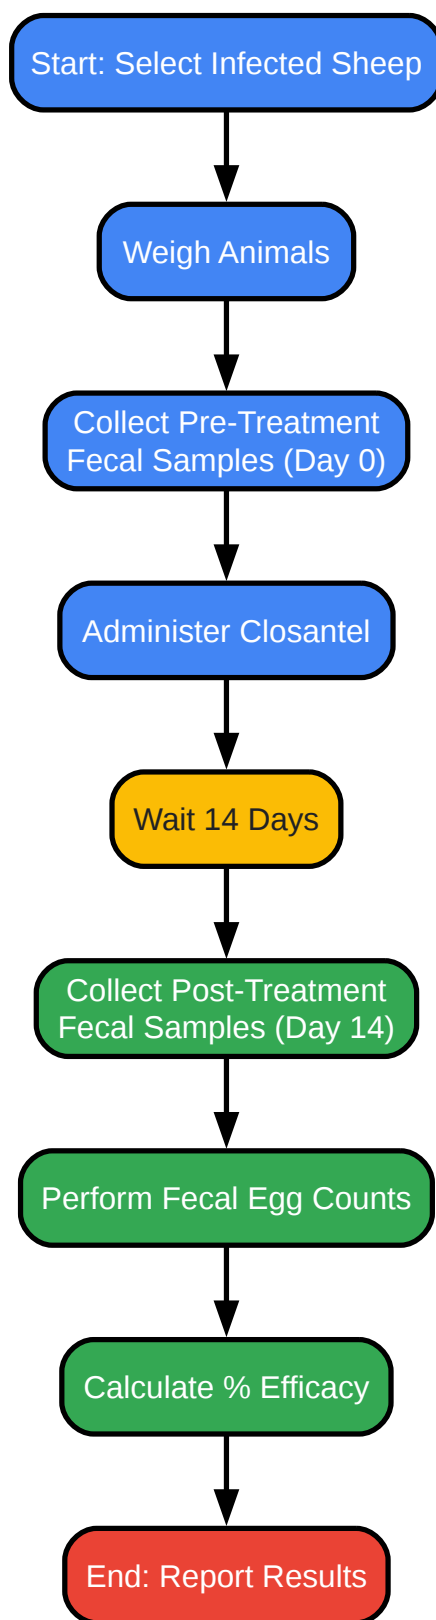 Start: Select Infected Sheep
Weigh Animals
Collect Pre-Treatment
Fecal Samples (Day 0)
Administer Closantel
Wait 14 Days
Collect Post-Treatment
Fecal Samples (Day 14)
Perform Fecal Egg Counts
Calculate % Efficacy
End: Report Results